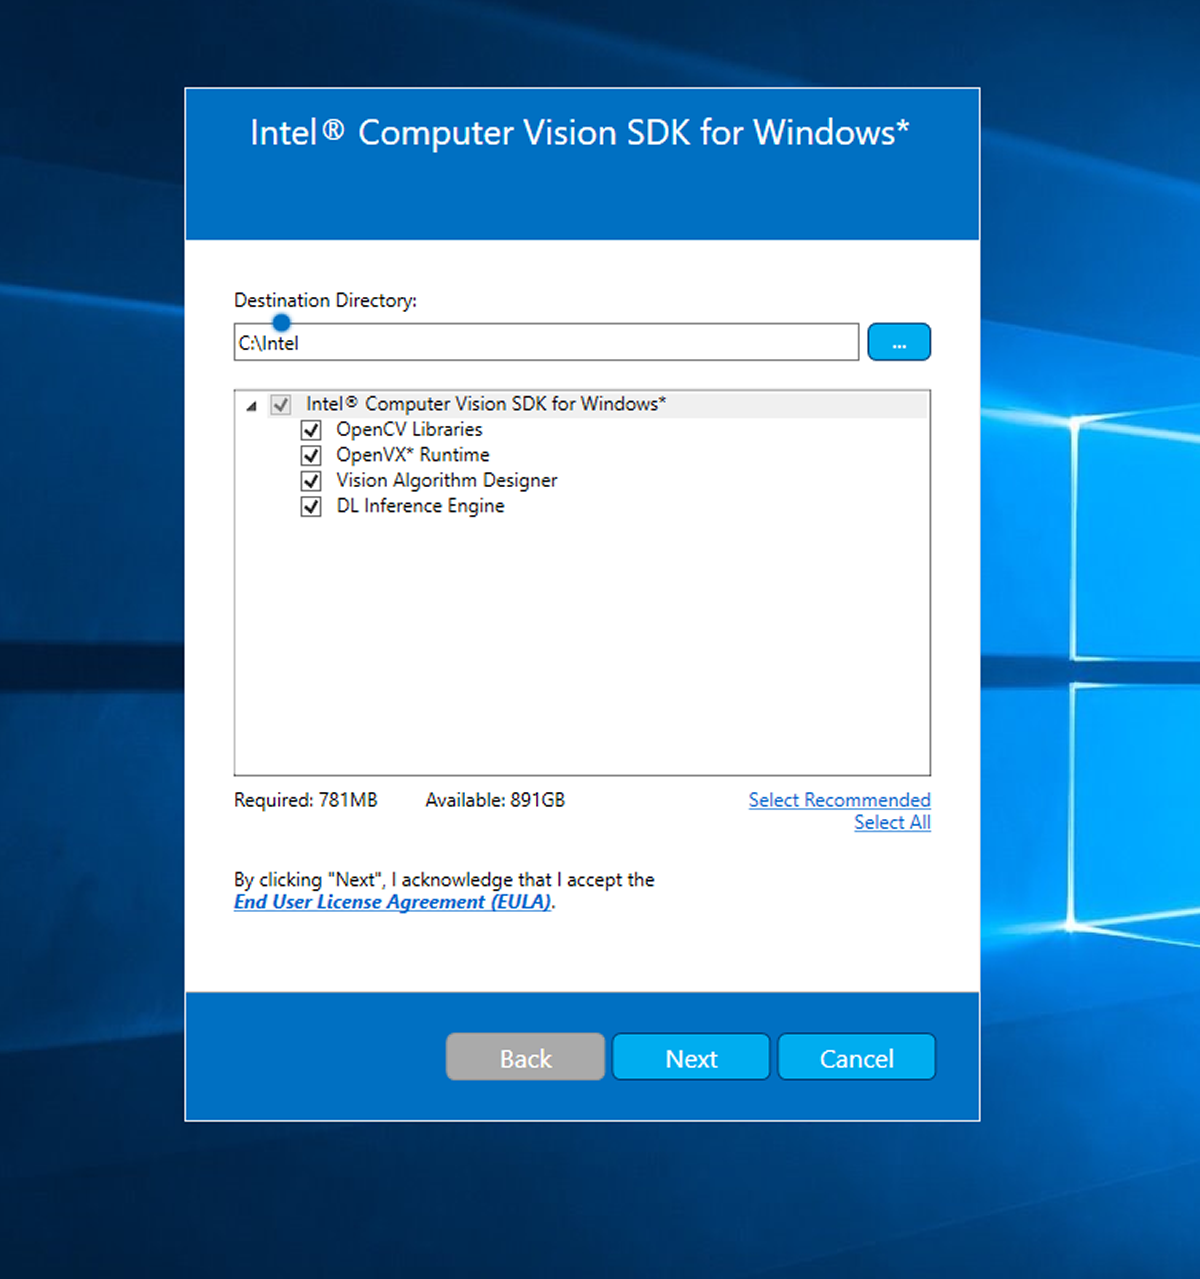 Intel® Computer Vision SDK for Windows*
Destination Directory:
C:\Intel
...
Intel® Computer Vision SDK for Windows*
OpenCV Libraries
OpenVX* Runtime
Vision Algorithm Designer
DL Inference Engine
Required: 781MB Available: 891GB Select Recommended
Select All
By clicking "Next", I acknowledge that I accept the
End User License Agreement (EULA).
Back Next Cancel